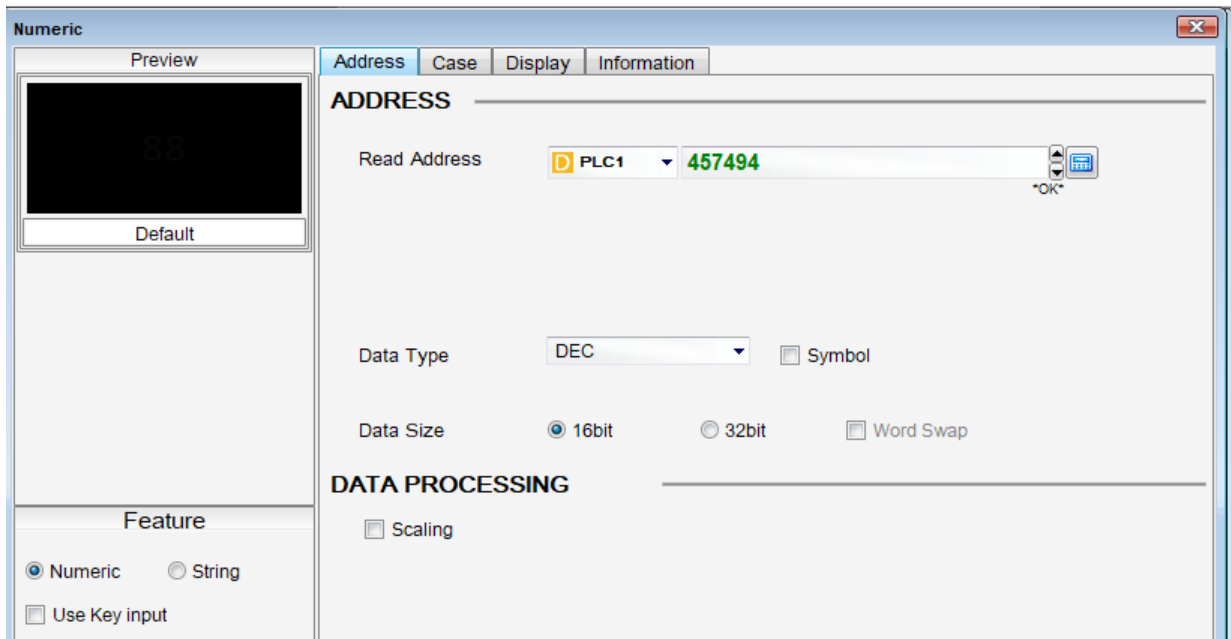 Numeric
Preview
88
Default
Feature
Numeric String
Use Key input
Address Case Display Information
ADDRESS
Read Address D PLC1 457494
*OK*
Data Type DEC Symbol
Data Size 16bit 32bit Word Swap
DATA PROCESSING
Scaling